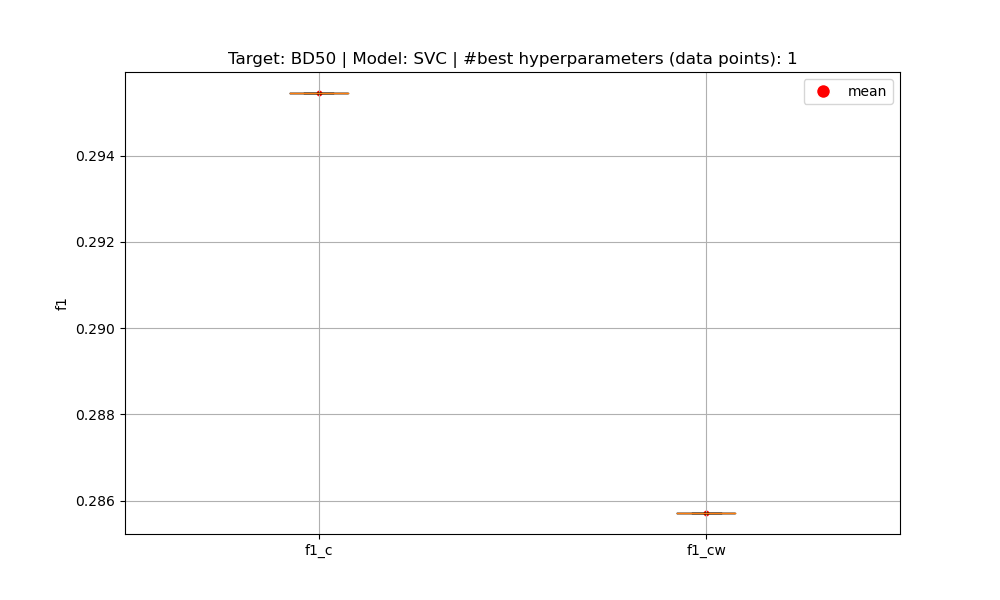 Target: BD50 | Model: SVC | #best hyperparameters (data points): 1
mean
0.294
0.292
0.290
0.288
0.286
f1
f1_c
f1_cw